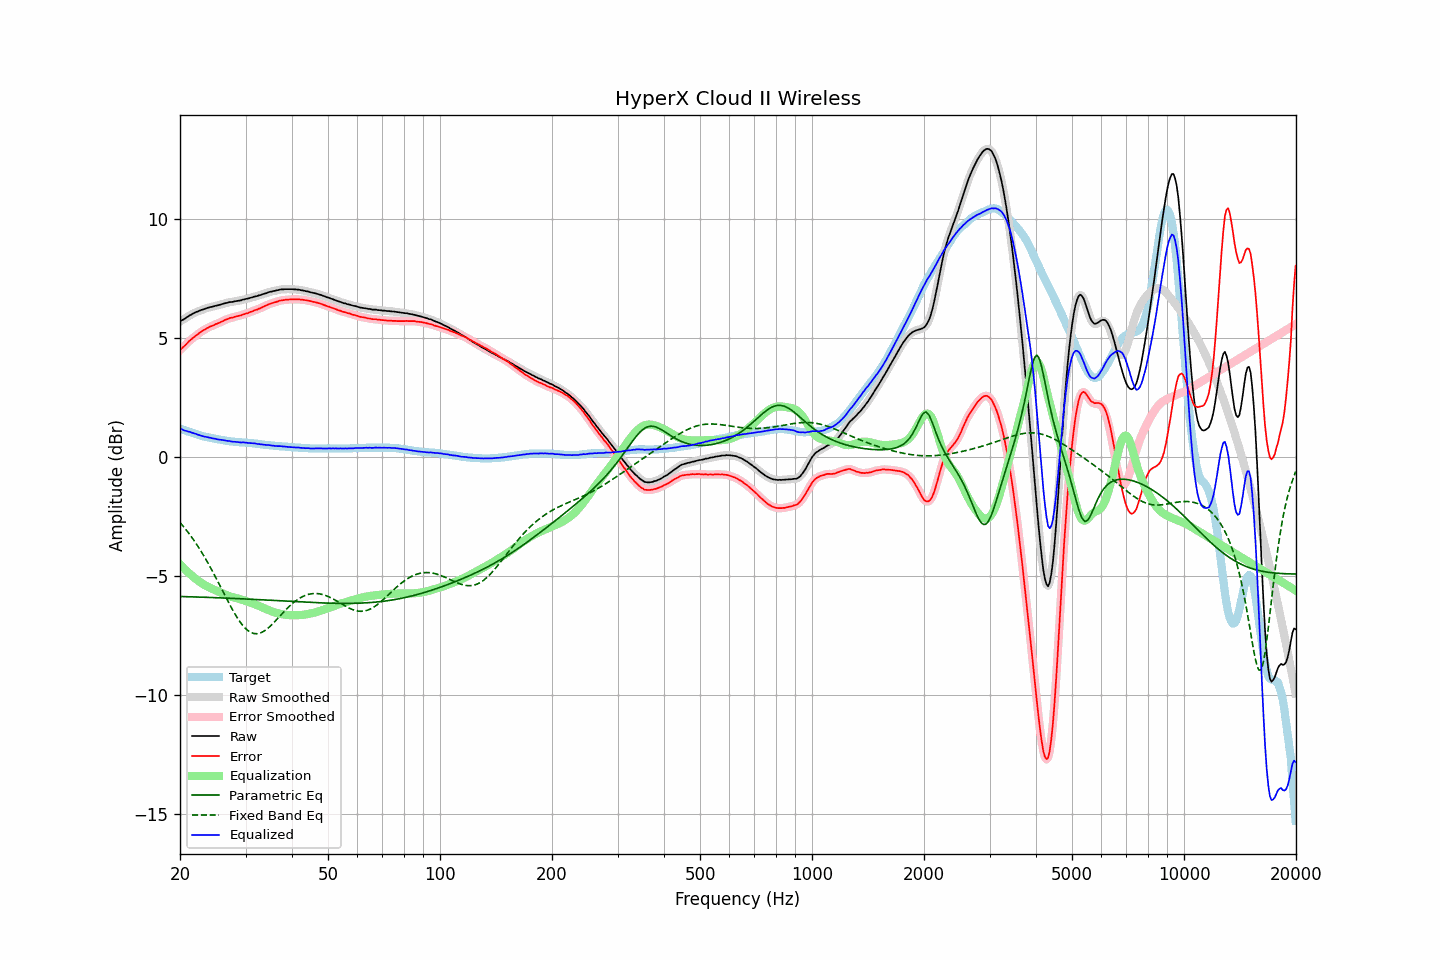 HyperX Cloud II Wireless
Amplitude (dBr)
10
5
0
−5
−10
−15
Target
Raw Smoothed
Error Smoothed
Raw
Error
Equalization
Parametric Eq
Fixed Band Eq
Equalized
20 50 100 200 500 1000 2000 5000 10000 20000
Frequency (Hz)